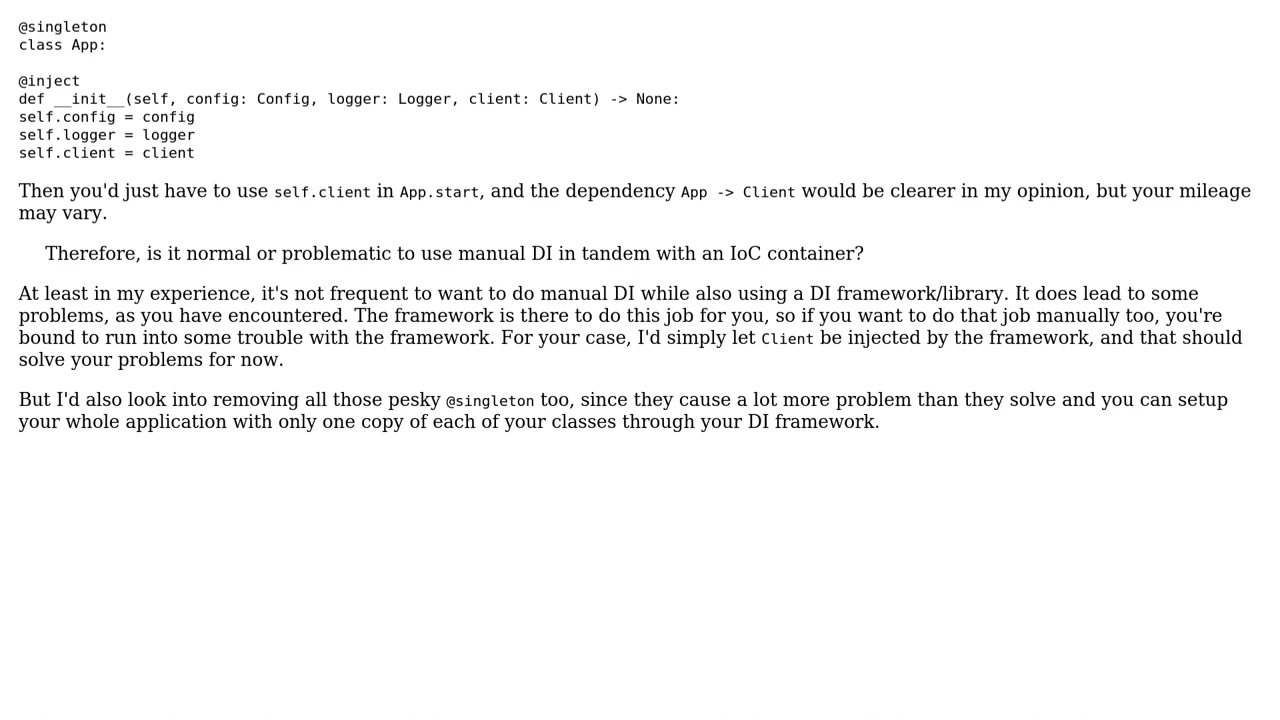 @singleton
class App:
@inject
def __init__(self, config: Config, logger: Logger, client: Client) -> None:
self.config = config
self.logger = logger
self.client = client
Then you'd just have to use self.client in App.start, and the dependency App -> Client would be clearer in my opinion, but your mileage
may vary.
Therefore, is it normal or problematic to use manual DI in tandem with an IoC container?
At least in my experience, it's not frequent to want to do manual DI while also using a DI framework/library. It does lead to some
problems, as you have encountered. The framework is there to do this job for you, so if you want to do that job manually too, you're
bound to run into some trouble with the framework. For your case, I'd simply let Client be injected by the framework, and that should
solve your problems for now.
But I'd also look into removing all those pesky @singleton too, since they cause a lot more problem than they solve and you can setup
your whole application with only one copy of each of your classes through your DI framework.